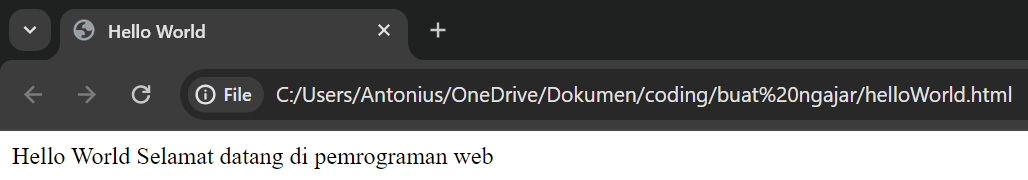 Hello World
File C:/Users/Antonius/OneDrive/Dokumen/coding/buat%20ngajar/helloWorld.html
Hello World Selamat datang di pemrograman web